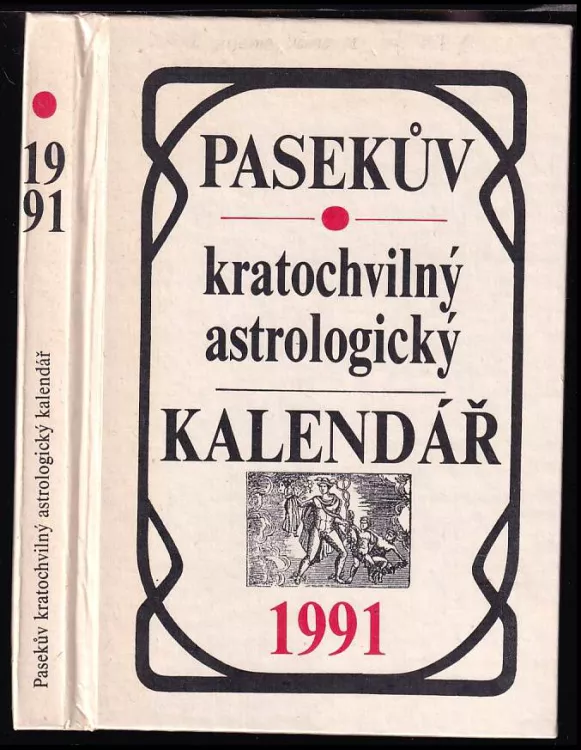 19
91
Pasekův kratochvilný astrologický kalendář
PASEKŮV
kratochvilný
astrologický
KALENDÁŘ
1991